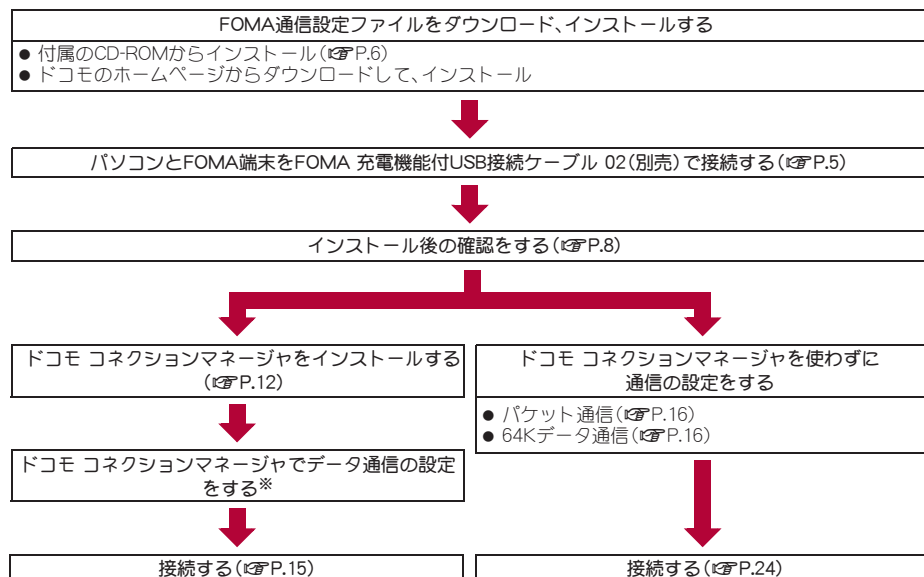 FOMA通信設定ファイルをダウンロード、インストールする
● 付属のCD-ROMからインストール(☞P.6)
● ドコモのホームページからダウンロードして、インストール
パソコンとFOMA端末をFOMA 充電機能付USB接続ケーブル 02(別売)で接続する(☞P.5)
インストール後の確認をする(☞P.8)
ドコモ コネクションマネージャをインストールする
(☞P.12)
ドコモ コネクションマネージャでデータ通信の設定
をする※
接続する(☞P.15)
ドコモ コネクションマネージャを使わずに
通信の設定をする
● パケット通信(☞P.16)
● 64Kデータ通信(☞P.16)
接続する(☞P.24)